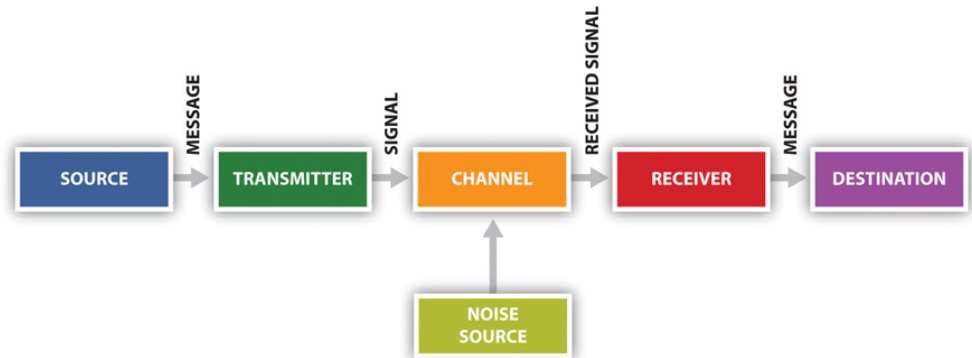 MESSAGE
SIGNAL
RECEIVED SIGNAL
MESSAGE
SOURCE
TRANSMITTER
CHANNEL
RECEIVER
DESTINATION
NOISE
SOURCE